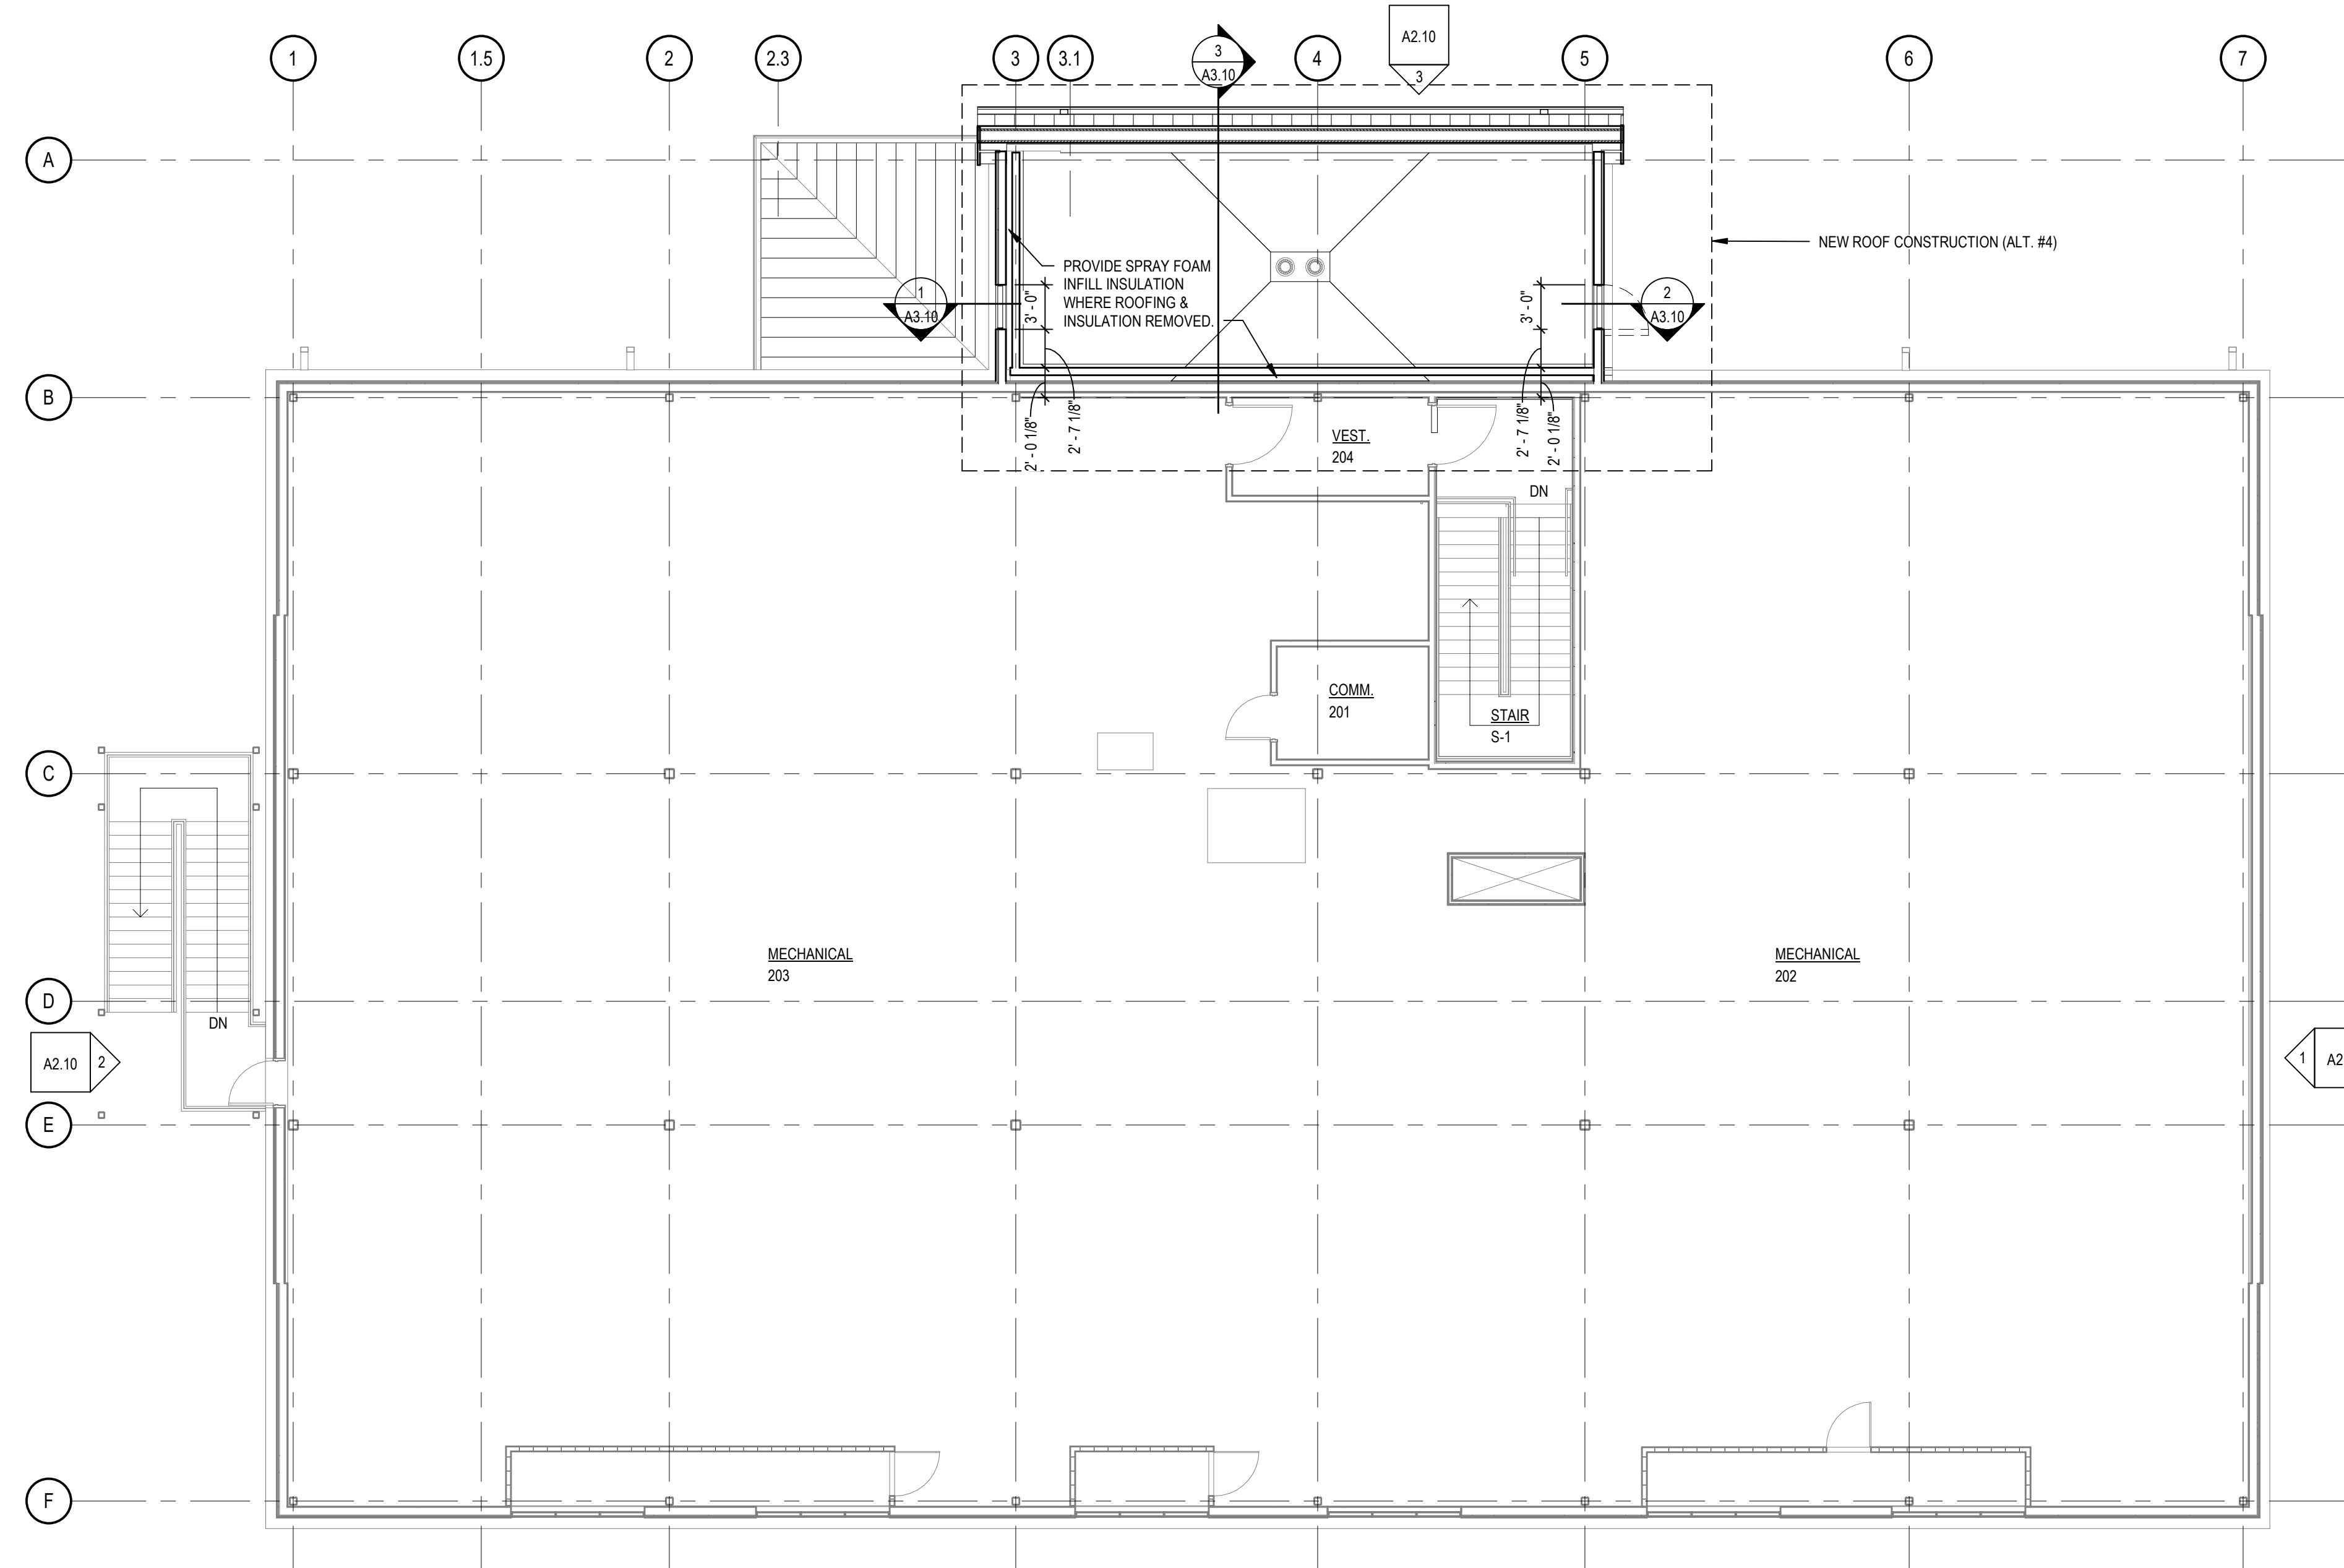 A2.10
3
1
1.5
2
2.3
3
3.1
3
A3.10
4
5
6
7
A
NEW ROOF CONSTRUCTION (ALT. #4)
PROVIDE SPRAY FOAM
INFILL INSULATION
WHERE ROOFING &
INSULATION REMOVED.
1
A3.10
3' - 0"
3' - 0"
2
A3.10
B
2' - 0 1/8"
2' - 7 1/8"
2' - 7 1/8"
2' - 0 1/8"
VEST.
204
DN
COMM.
201
STAIR
S-1
C
MECHANICAL
203
MECHANICAL
202
D
DN
A2.10
2
1
A2
E
F